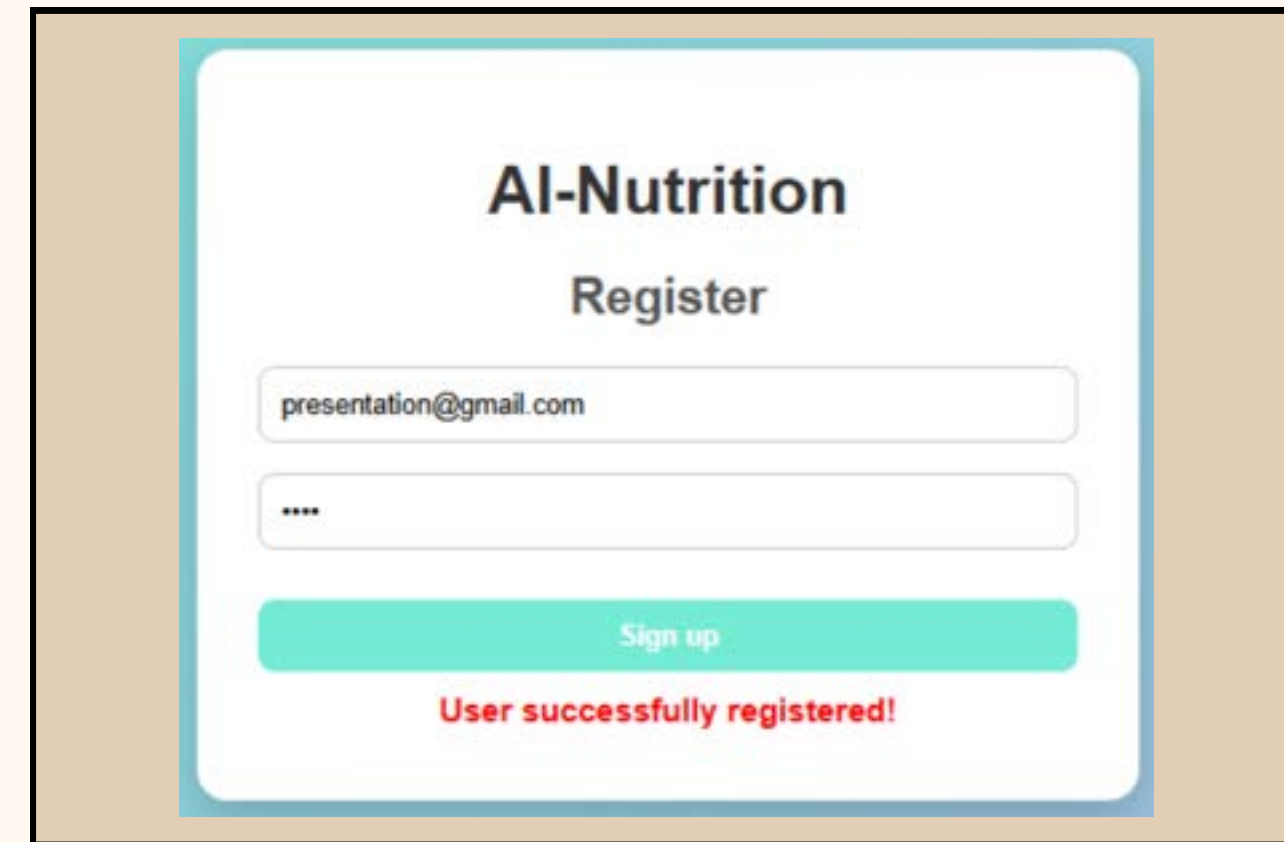 AI-Nutrition
Register
presentation@gmail.com
••••
Sign up
User successfully registered!